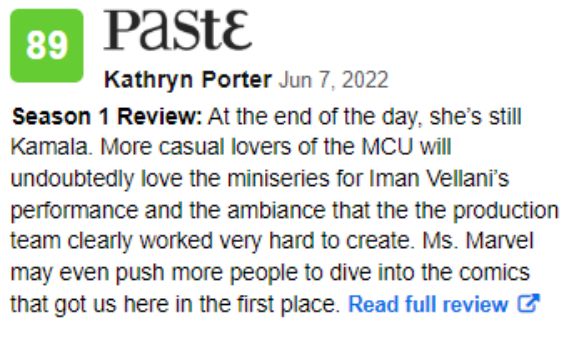 89
Paste
Kathryn Porter Jun 7, 2022
Season 1 Review: At the end of the day, she's still
Kamala. More casual lovers of the MCU will
undoubtedly love the miniseries for Iman Vellani's
performance and the ambiance that the the production
team clearly worked very hard to create. Ms. Marvel
may even push more people to dive into the comics
that got us here in the first place. Read full review